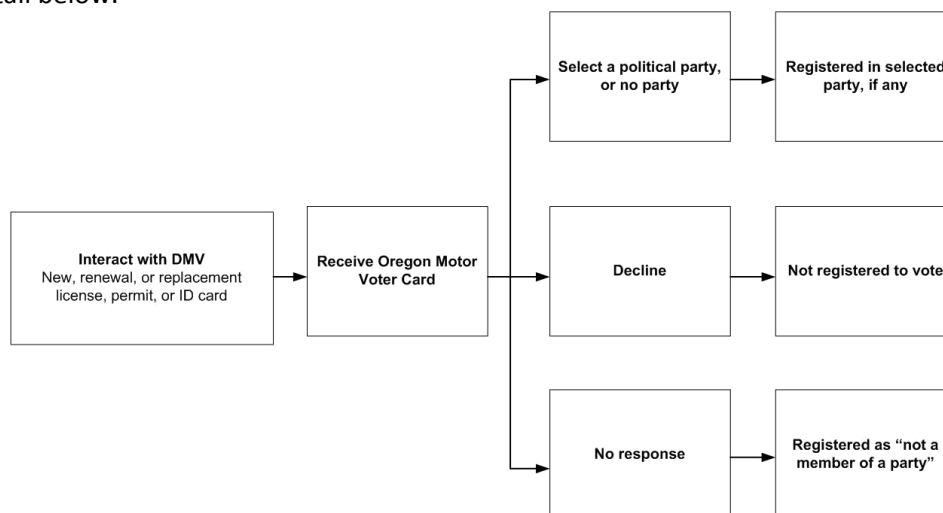 tail below.
Select a political party,
or no party
Registered in selected
party, if any
Interact with DMV
New, renewal, or replacement
license, permit, or ID card
Receive Oregon Motor
Voter Card
Decline
Not registered to vote
No response
Registered as “not a
member of a party”